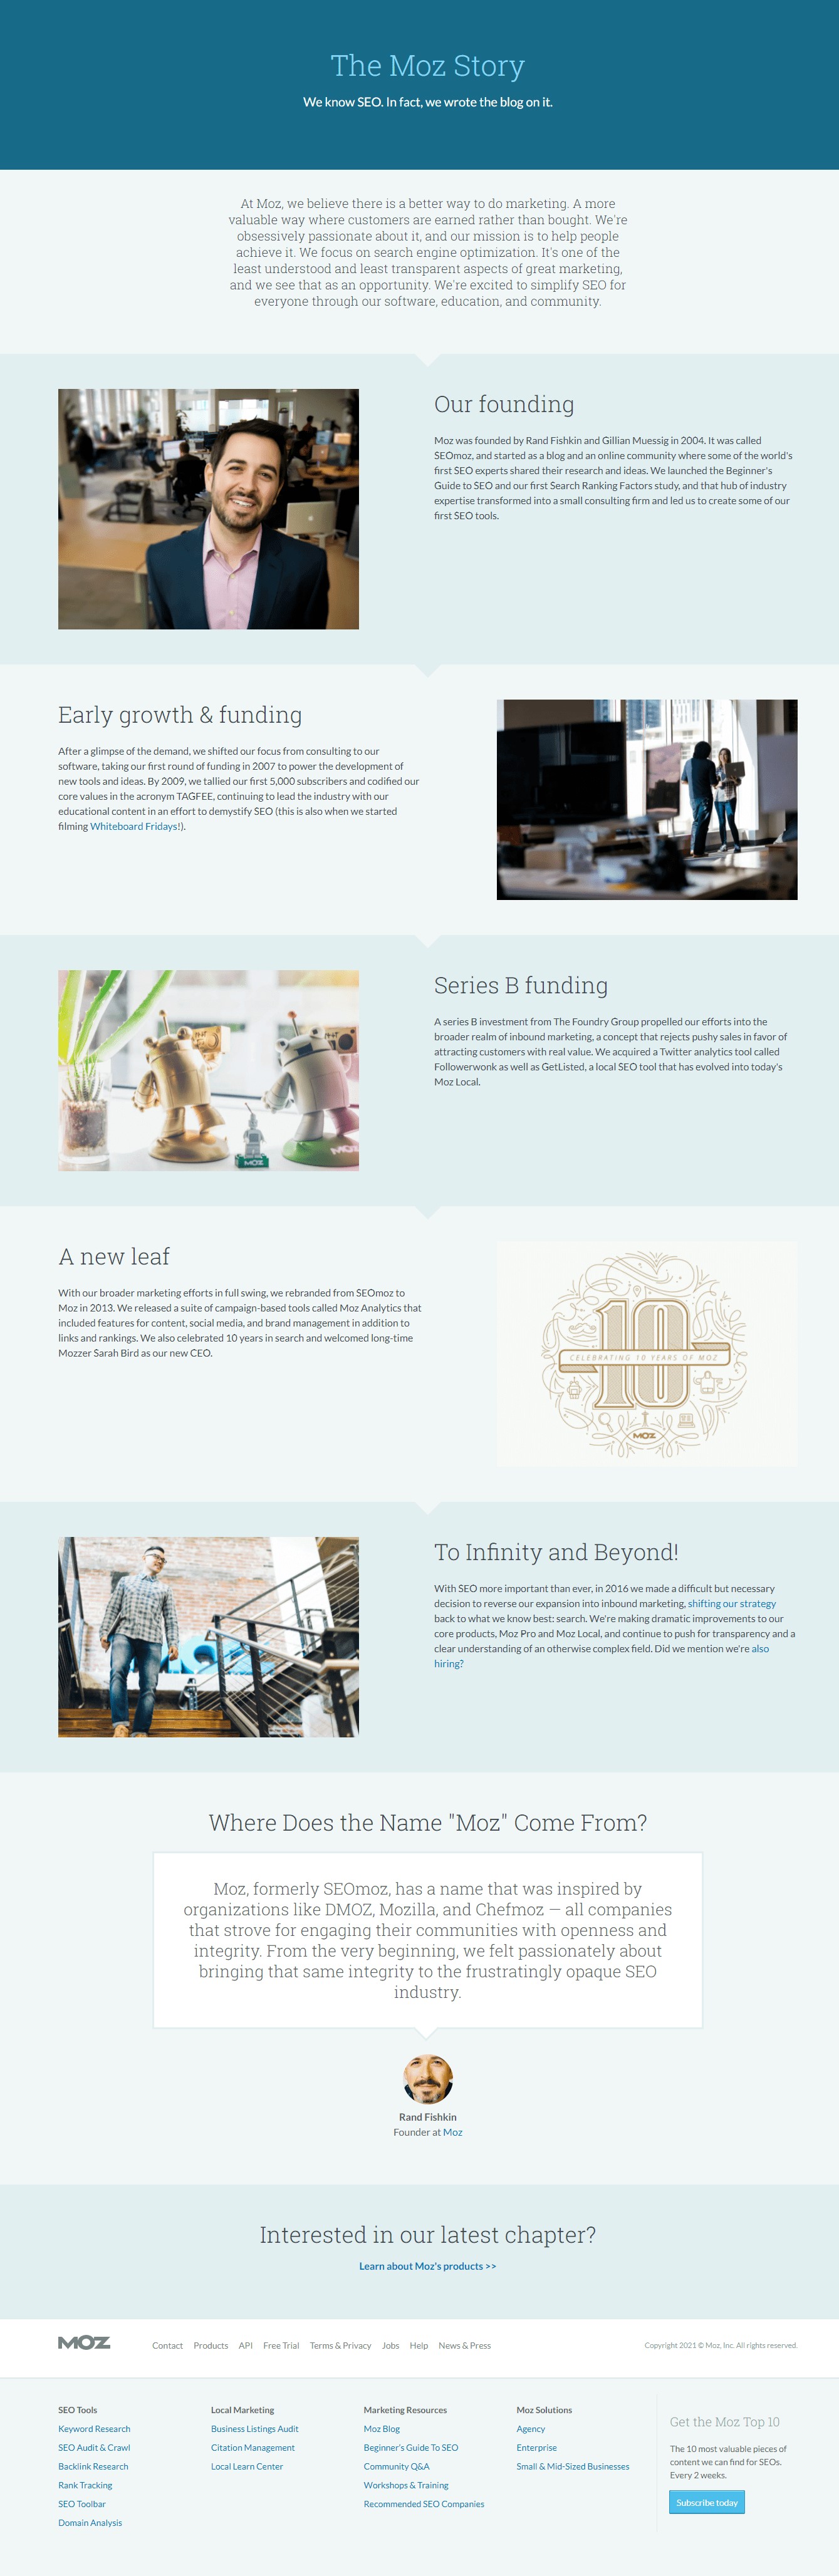 The Moz Story
We know SEO. In fact, we wrote the blog on it.
At Moz, we believe there is a better way to do marketing. A more
valuable way where customers are earned rather than bought. We're
obsessively passionate about it, and our mission is to help people
achieve it. We focus on search engine optimization. It's one of the
least understood and least transparent aspects of great marketing,
and we see that as an opportunity. We're excited to simplify SEO for
everyone through our software, education, and community.
Our founding
Moz was founded by Rand Fishkin and Gillian Muessig in 2004. It was called
SEOmoz, and started as a blog and an online community where some of the world's
first SEO experts shared their research and ideas. We launched the Beginner's
Guide to SEO and our first Search Ranking Factors study, and that hub of industry
expertise transformed into a small consulting firm and led us to create some of our
first SEO tools.
Early growth & funding
After a glimpse of the demand, we shifted our focus from consulting to our
software, taking our first round of funding in 2007 to power the development of
new tools and ideas. By 2009, we tallied our first 5,000 subscribers and codified our
core values in the acronym TAGFEE, continuing to lead the industry with our
educational content in an effort to demystify SEO (this is also when we started
filming Whiteboard Fridays!).
Series B funding
A series B investment from The Foundry Group propelled our efforts into the
broader realm of inbound marketing, a concept that rejects pushy sales in favor of
attracting customers with real value. We acquired a Twitter analytics tool called
Followerwonk as well as GetListed, a local SEO tool that has evolved into today's
Moz Local.
MOZ
MOZ
A new leaf
With our broader marketing efforts in full swing, we rebranded from SEOmoz to
Moz in 2013. We released a suite of campaign-based tools called Moz Analytics that
included features for content, social media, and brand management in addition to
links and rankings. We also celebrated 10 years in search and welcomed long-time
Mozzer Sarah Bird as our new CEO.
10
CELEBRATING 10 YEARS OF MOZ
MOZ
To Infinity and Beyond!
With SEO more important than ever, in 2016 we made a difficult but necessary
decision to reverse our expansion into inbound marketing, shifting our strategy
back to what we know best: search. We're making dramatic improvements to our
core products, Moz Pro and Moz Local, and continue to push for transparency and a
clear understanding of an otherwise complex field. Did we mention we're also
hiring?
Where Does the Name "Moz" Come From?
Moz, formerly SEOmoz, has a name that was inspired by
organizations like DMOZ, Mozilla, and Chefmoz — all companies
that strove for engaging their communities with openness and
integrity. From the very beginning, we felt passionately about
bringing that same integrity to the frustratingly opaque SEO
industry.
Rand Fishkin
Founder at Moz
Interested in our latest chapter?
Learn about Moz's products >>
MOZ
Contact Products API Free Trial Terms & Privacy Jobs Help News & Press
Copyright 2021 © Moz, Inc. All rights reserved.
SEO Tools
Keyword Research
SEO Audit & Crawl
Backlink Research
Rank Tracking
SEO Toolbar
Domain Analysis
Local Marketing
Business Listings Audit
Citation Management
Local Learn Center
Marketing Resources
Moz Blog
Beginner's Guide To SEO
Community Q&A
Workshops & Training
Recommended SEO Companies
Moz Solutions
Agency
Enterprise
Small & Mid-Sized Businesses
Get the Moz Top 10
The 10 most valuable pieces of
content we can find for SEOs.
Every 2 weeks.
Subscribe today